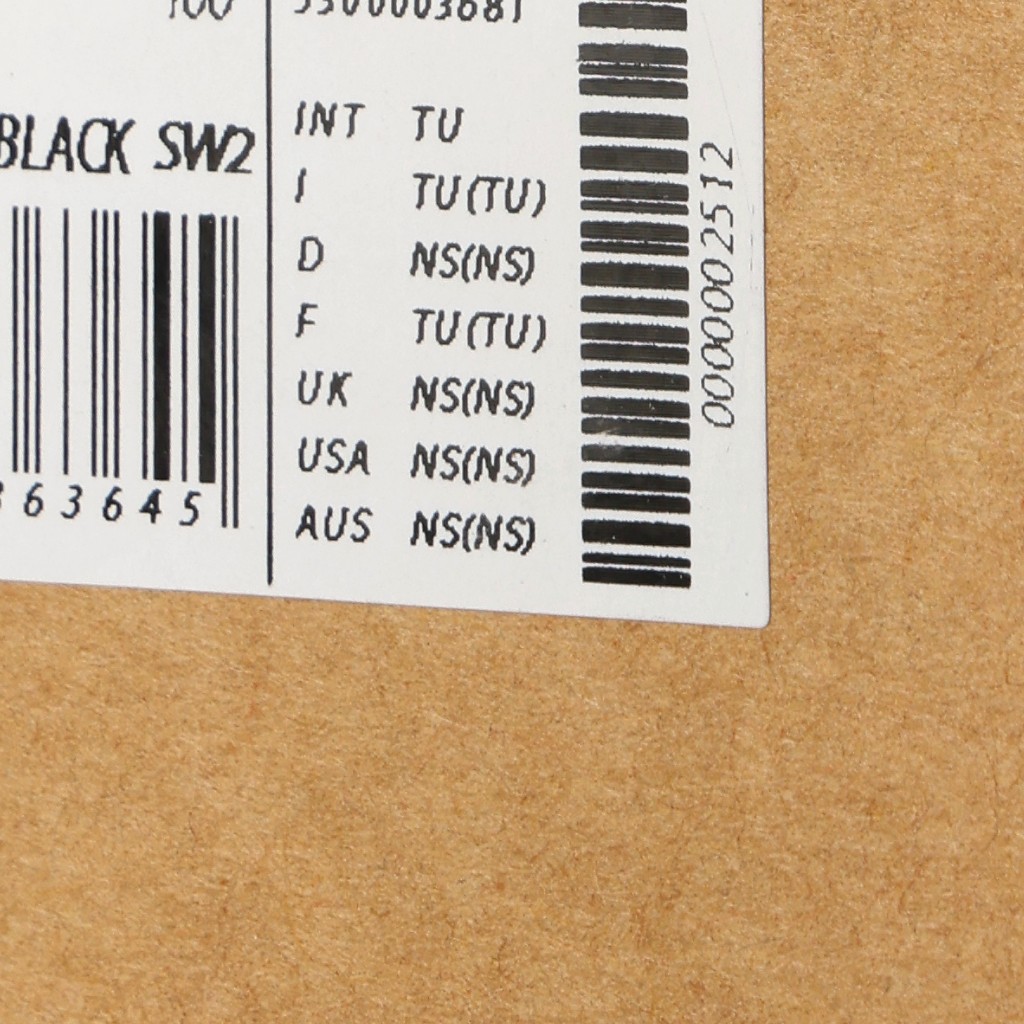 BLACK SW2
63645
INT TU
I TU(TU)
D NS(NS)
F TU(TU)
UK NS(NS)
USA NS(NS)
AUS NS(NS)
0000002512